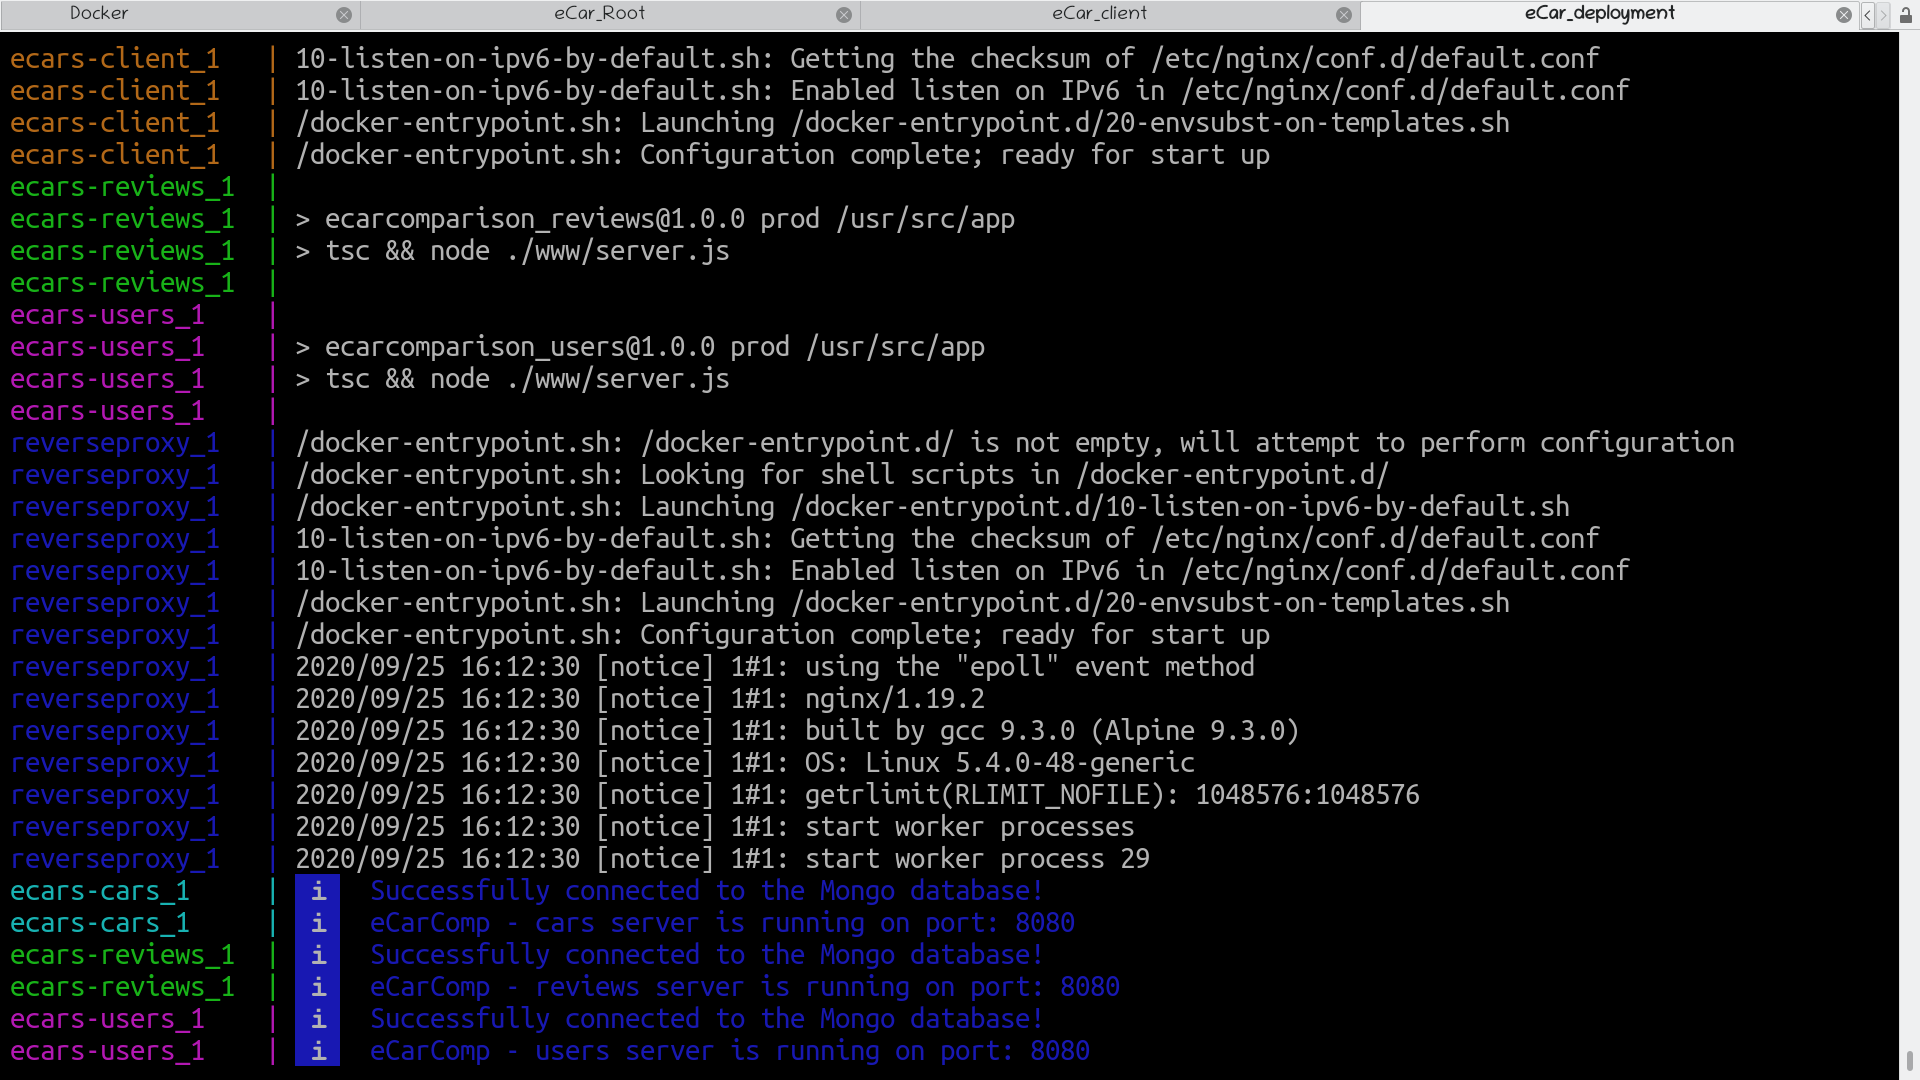 Docker eCar_Root eCar_client eCar_deployment
ecars-client_1 | 10-listen-on-ipv6-by-default.sh: Getting the checksum of /etc/nginx/conf.d/default.conf
ecars-client_1 | 10-listen-on-ipv6-by-default.sh: Enabled listen on IPv6 in /etc/nginx/conf.d/default.conf
ecars-client_1 | /docker-entrypoint.sh: Launching /docker-entrypoint.d/20-envsubst-on-templates.sh
ecars-client_1 | /docker-entrypoint.sh: Configuration complete; ready for start up
ecars-reviews_1 |
ecars-reviews_1 | > ecarcomparison_reviews@1.0.0 prod /usr/src/app
ecars-reviews_1 | > tsc && node ./www/server.js
ecars-reviews_1 |
ecars-users_1 |
ecars-users_1 | > ecarcomparison_users@1.0.0 prod /usr/src/app
ecars-users_1 | > tsc && node ./www/server.js
ecars-users_1 |
reverseproxy_1 | /docker-entrypoint.sh: /docker-entrypoint.d/ is not empty, will attempt to perform configuration
reverseproxy_1 | /docker-entrypoint.sh: Looking for shell scripts in /docker-entrypoint.d/
reverseproxy_1 | /docker-entrypoint.sh: Launching /docker-entrypoint.d/10-listen-on-ipv6-by-default.sh
reverseproxy_1 | 10-listen-on-ipv6-by-default.sh: Getting the checksum of /etc/nginx/conf.d/default.conf
reverseproxy_1 | 10-listen-on-ipv6-by-default.sh: Enabled listen on IPv6 in /etc/nginx/conf.d/default.conf
reverseproxy_1 | /docker-entrypoint.sh: Launching /docker-entrypoint.d/20-envsubst-on-templates.sh
reverseproxy_1 | /docker-entrypoint.sh: Configuration complete; ready for start up
reverseproxy_1 | 2020/09/25 16:12:30 [notice] 1#1: using the "epoll" event method
reverseproxy_1 | 2020/09/25 16:12:30 [notice] 1#1: nginx/1.19.2
reverseproxy_1 | 2020/09/25 16:12:30 [notice] 1#1: built by gcc 9.3.0 (Alpine 9.3.0)
reverseproxy_1 | 2020/09/25 16:12:30 [notice] 1#1: OS: Linux 5.4.0-48-generic
reverseproxy_1 | 2020/09/25 16:12:30 [notice] 1#1: getrlimit(RLIMIT_NOFILE): 1048576:1048576
reverseproxy_1 | 2020/09/25 16:12:30 [notice] 1#1: start worker processes
reverseproxy_1 | 2020/09/25 16:12:30 [notice] 1#1: start worker process 29
ecars-cars_1 | i Successfully connected to the Mongo database!
ecars-cars_1 | i eCarComp - cars server is running on port: 8080
ecars-reviews_1 | i Successfully connected to the Mongo database!
ecars-reviews_1 | i eCarComp - reviews server is running on port: 8080
ecars-users_1 | i Successfully connected to the Mongo database!
ecars-users_1 | i eCarComp - users server is running on port: 8080